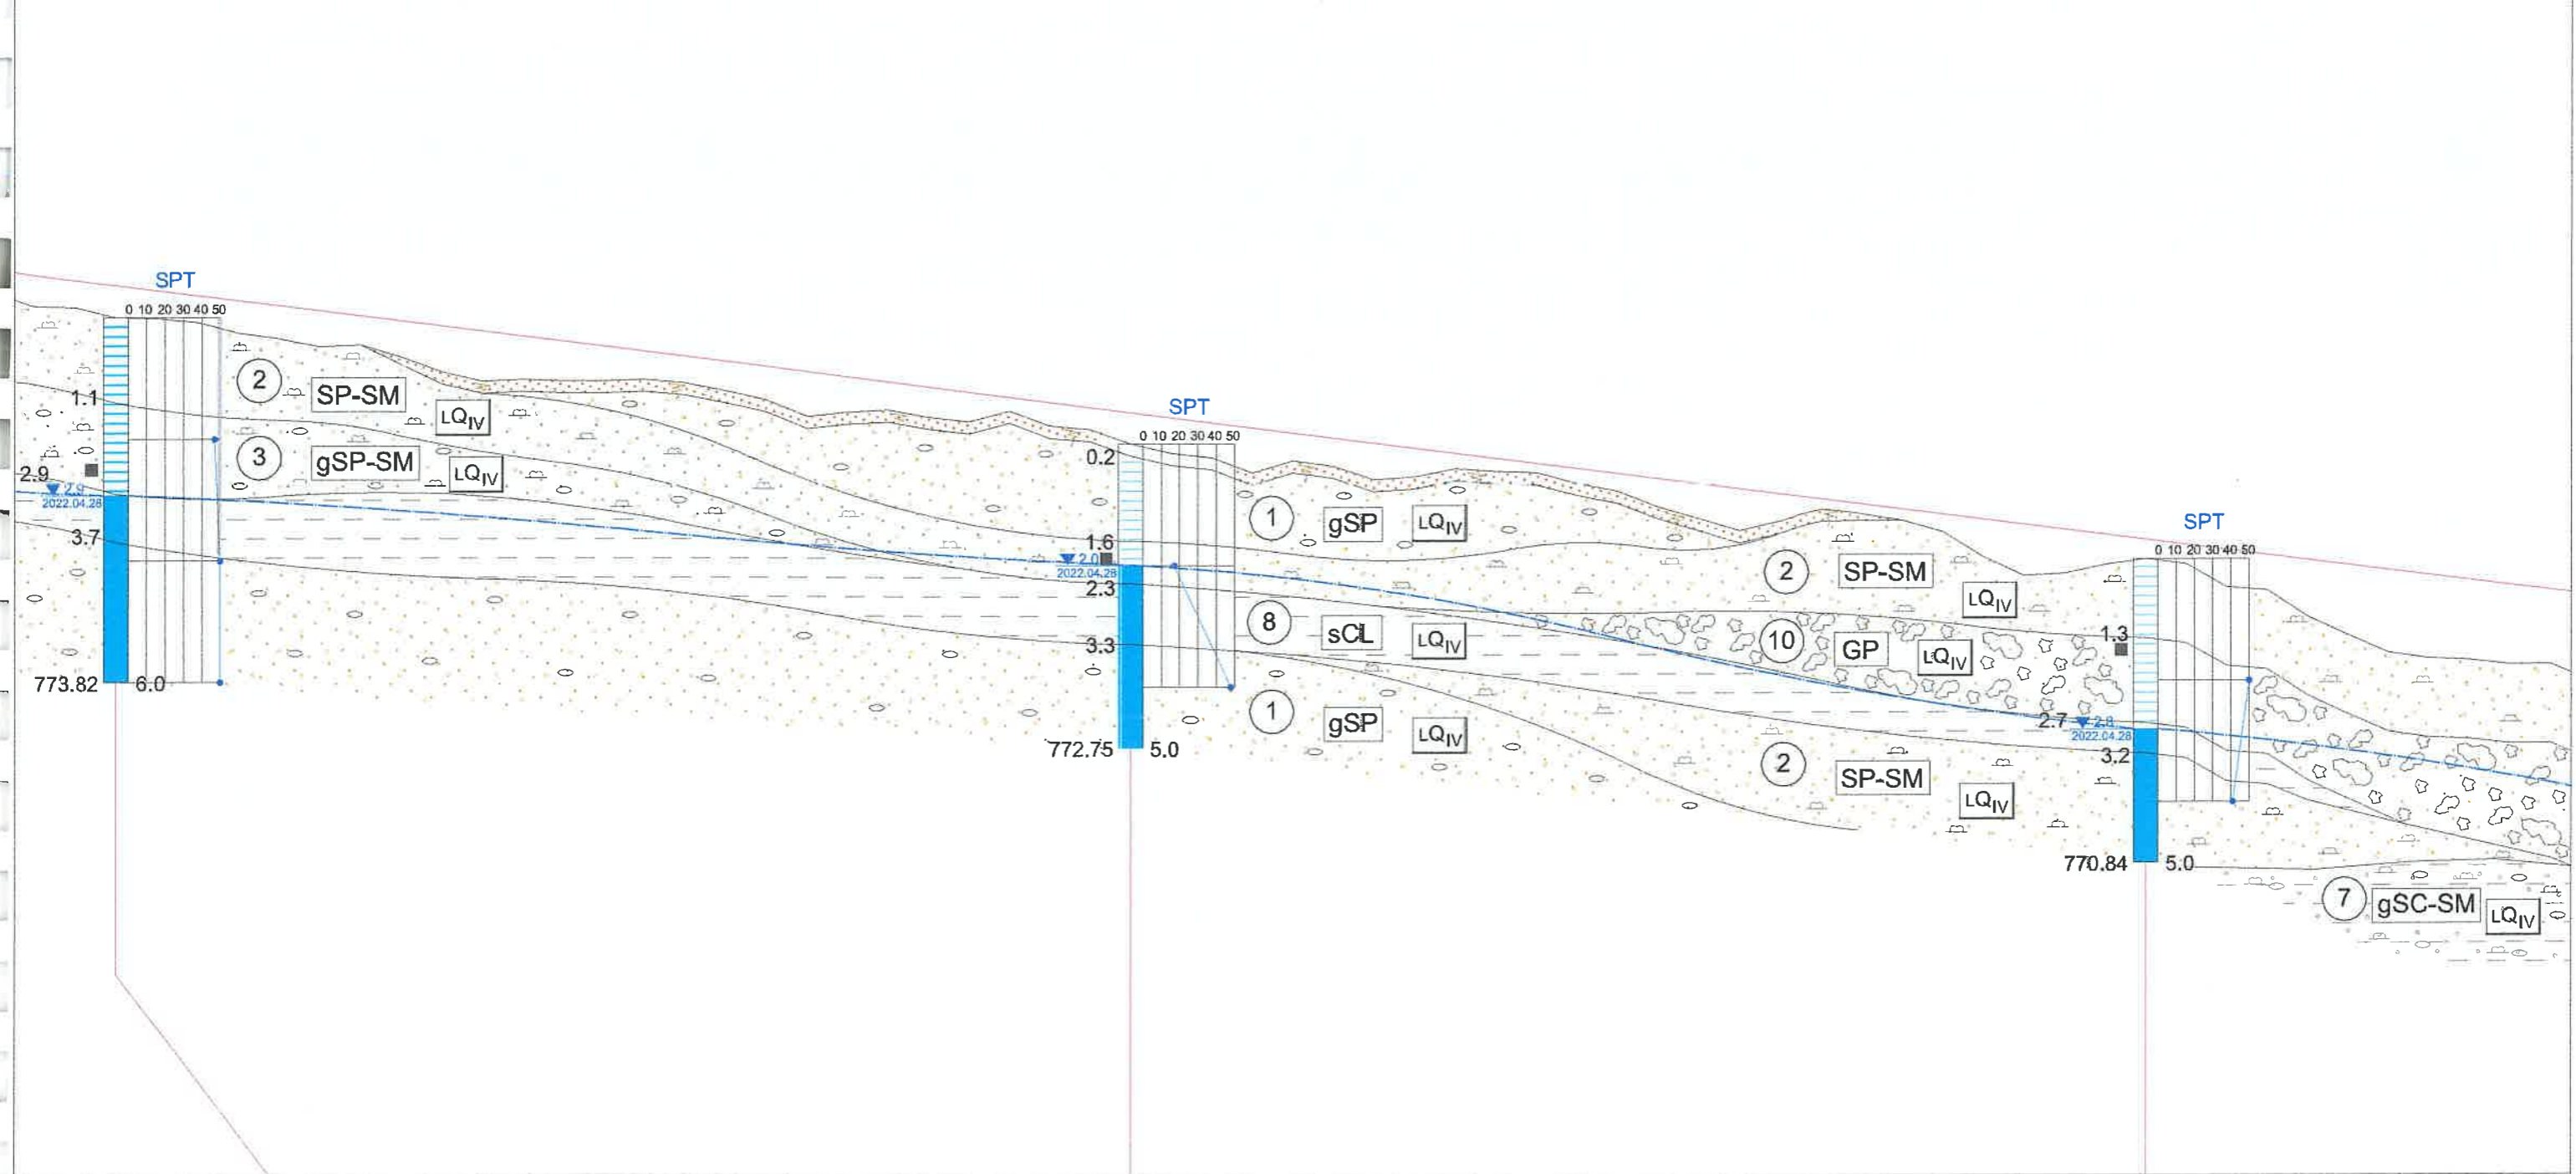 SPT
0 10 20 30 40 50
1.1
2 SP-SM
LQIV
3 gSP-SM LQIV
2.9
2.9
2022.04.28
3.7
773.82 6.0
SPT
0 10 20 30 40 50
0.2
1 gSP LQIV
1.6
2.0
2022.04.28
2.3
8 sCL LQIV
3.3
1 gSP LQIV
772.75 5.0
2 SP-SM
LQIV
10 GP LQIV
2 SP-SM
LQIV
SPT
0 10 20 30 40 50
1.3
2.7 2.8
2022.04.28
3.2
770.84 5.0
7 gSC-SM LQIV